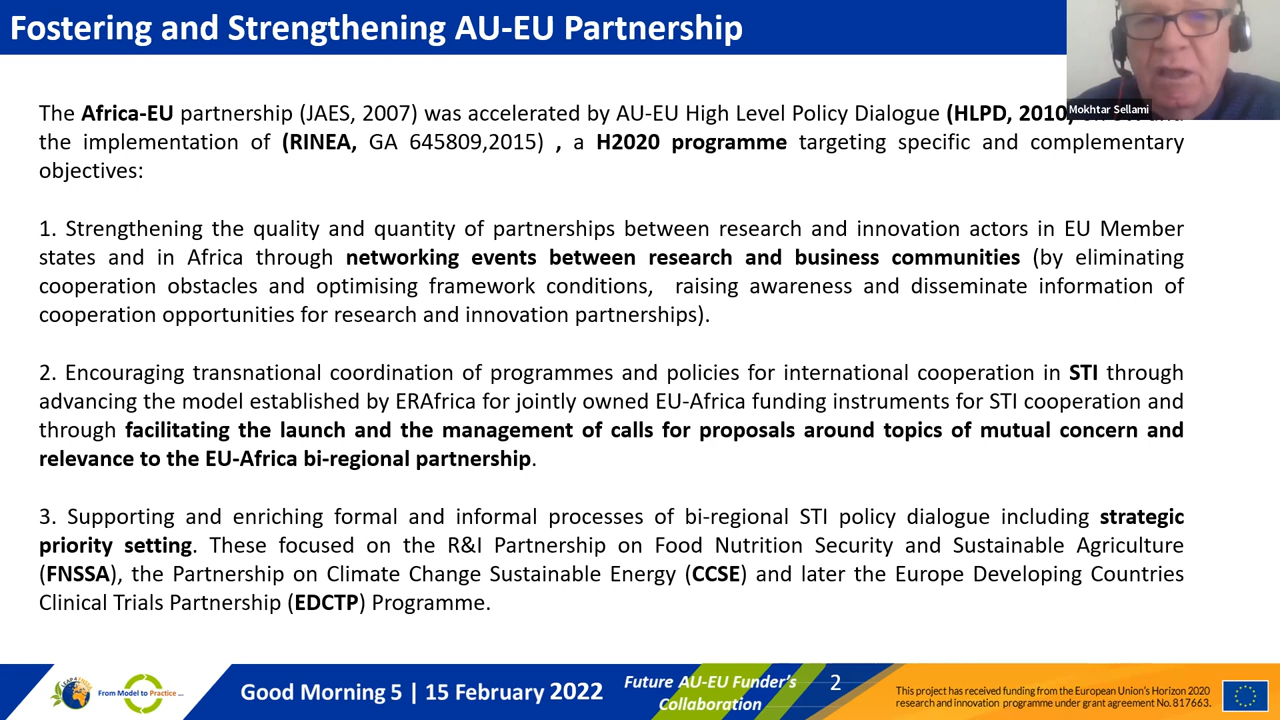 Fostering and Strengthening AU-EU Partnership
Mokhtar Sellami
The Africa-EU partnership (JAES, 2007) was accelerated by AU-EU High Level Policy Dialogue (HLPD, 2010)
the implementation of (RINEA, GA 645809,2015) , a H2020 programme targeting specific and complementary
objectives:
1. Strengthening the quality and quantity of partnerships between research and innovation actors in EU Member
states and in Africa through networking events between research and business communities (by eliminating
cooperation obstacles and optimising framework conditions, raising awareness and disseminate information of
cooperation opportunities for research and innovation partnerships).
2. Encouraging transnational coordination of programmes and policies for international cooperation in STI through
advancing the model established by ERAfrica for jointly owned EU-Africa funding instruments for STI cooperation and
through facilitating the launch and the management of calls for proposals around topics of mutual concern and
relevance to the EU-Africa bi-regional partnership.
3. Supporting and enriching formal and informal processes of bi-regional STI policy dialogue including strategic
priority setting. These focused on the R&I Partnership on Food Nutrition Security and Sustainable Agriculture
(FNSSA), the Partnership on Climate Change Sustainable Energy (CCSE) and later the Europe Developing Countries
Clinical Trials Partnership (EDCTP) Programme.
From Model to Practice ...
Good Morning 5 | 15 February 2022
Future AU-EU Funder's
Collaboration
2
This project has received funding from the European Union's Horizon 2020
research and innovation programme under grant agreement No. 817663.